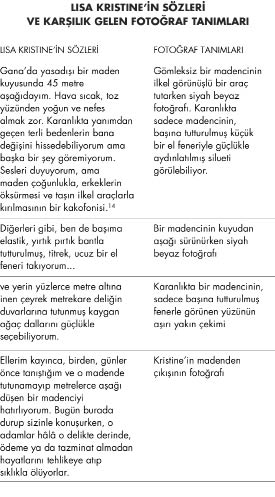 LISA KRISTINE’İN SÖZLERİ
VE KARŞILIK GELEN FOTOĞRAF TANIMLARI
LISA KRISTINE’İN SÖZLERİ
Gana’da yasadışı bir maden
kuyusunda 45 metre
aşağıdayım. Hava sıcak, toz
yüzünden yoğun ve nefes
almak zor. Karanlıkta yanımdan
geçen terli bedenlerin bana
değişini hissedebiliyorum ama
başka bir şey göremiyorum.
Sesleri duyuyorum, ama
maden çoğunlukla, erkeklerin
öksürmesi ve taşın ilkel araçlarla
kırılmasının bir kakofonisi.14
FOTOĞRAF TANIMLARI
Gömleksiz bir madencinin
ilkel görünüşlü bir araç
tutarken siyah beyaz
fotoğrafı. Karanlıkta
sadece madencinin,
başına tutturulmuş küçük
bir el feneriyle güçlükle
aydınlatılmış silueti
görülebiliyor.
Diğerleri gibi, ben de başıma
elastik, yırtık pırtık bantla
tutturulmuş, titrek, ucuz bir el
feneri takıyorum...
Bir madencinin kuyudan
aşağı sürünürken siyah
beyaz fotoğrafı
ve yerin yüzlerce metre altına
inen çeyrek metrekare deliğin
duvarlarına tutunmuş kaygan
ağaç dallarını güçlükle
seçebiliyorum.
Karanlıkta bir madencinin,
sadece başına tutturulmuş
fenerle görünen yüzünün
aşırı yakın çekimi
Ellerim kayınca, birden, günler
önce tanıştığım ve o madende
tutunamayıp metrelerce aşağı
düşen bir madenciyi
hatırlıyorum. Bugün burada
durup sizinle konuşurken, o
adamlar hâlâ o delikte derinde,
ödeme ya da tazminat almadan
hayatlarını tehlikeye atıp
sıklıkla ölüyorlar.
Kristine’in madenden
çıkışının fotoğrafı